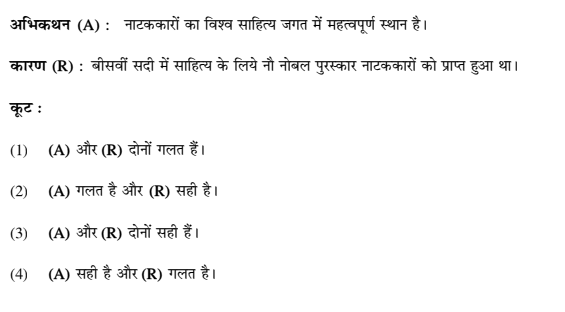 अभिकथन (A) : नाटककारों का विश्व साहित्य जगत में महत्वपूर्ण स्थान है।
कारण (R) : बीसवीं सदी में साहित्य के लिये नौ नोबल पुरस्कार नाटककारों को प्राप्त हुआ था।
कूट :
(1) (A) और (R) दोनों गलत हैं।
(2) (A) गलत है और (R) सही है।
(3) (A) और (R) दोनों सही हैं।
(4) (A) सही है और (R) गलत है।